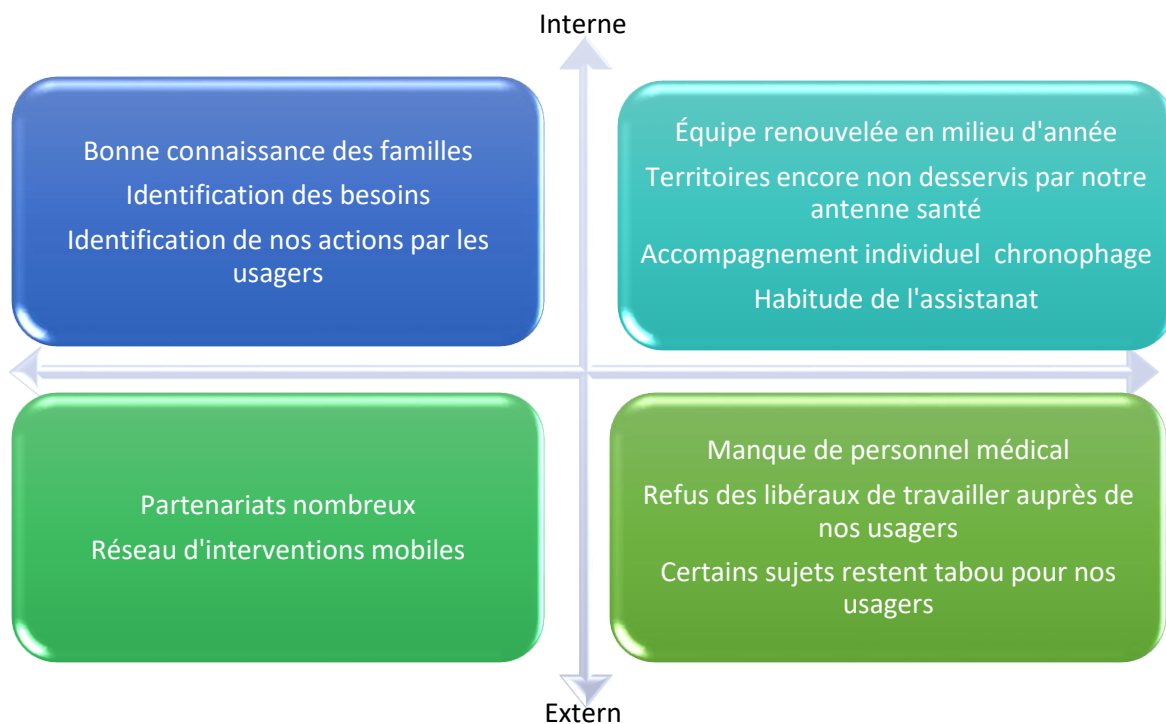 Interne
Bonne connaissance des familles
Identification des besoins
Identification de nos actions par les
usagers
Équipe renouvelée en milieu d'année
Territoires encore non desservis par notre
antenne santé
Accompagnement individuel  chronophage
Habitude de l'assistanat
Partenariats nombreux
Réseau d'interventions mobiles
Manque de personnel médical
Refus des libéraux de travailler auprès de
nos usagers
Certains sujets restent tabou pour nos
usagers
Extern